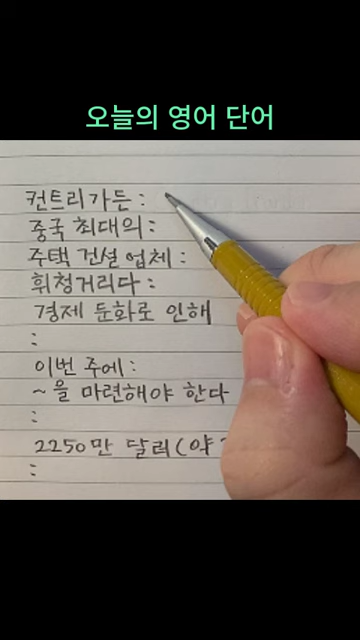 오늘의 영어 단어
컨트리가든 :
중국 최대의 :
주택 건설 업체 :
휘청거리다 :
경제 둔화로 인해
:
이번 주에 :
~을 마련해야 한다
:
2250만 달러(약
: